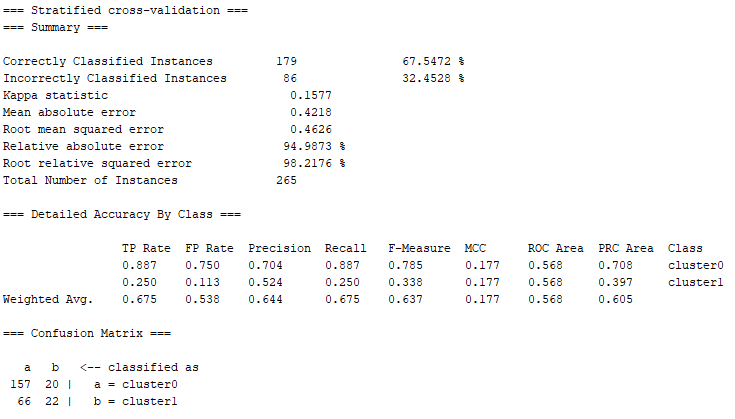 === Stratified cross-validation ===
=== Summary ===
Correctly Classified Instances         179               67.5472 %
Incorrectly Classified Instances        86               32.4528 %
Kappa statistic                          0.1577
Mean absolute error                      0.4218
Root mean squared error                  0.4626
Relative absolute error                 94.9873 %
Root relative squared error             98.2176 %
Total Number of Instances              265
=== Detailed Accuracy By Class ===
                 TP Rate  FP Rate  Precision  Recall   F-Measure  MCC      ROC Area  PRC Area  Class
                 0.887    0.750    0.704      0.887    0.785      0.177    0.568     0.708     cluster0
                 0.250    0.113    0.524      0.250    0.338      0.177    0.568     0.397     cluster1
Weighted Avg.    0.675    0.538    0.644      0.675    0.637      0.177    0.568     0.605
=== Confusion Matrix ===
   a   b   <-- classified as
 157  20 |   a = cluster0
  66  22 |   b = cluster1